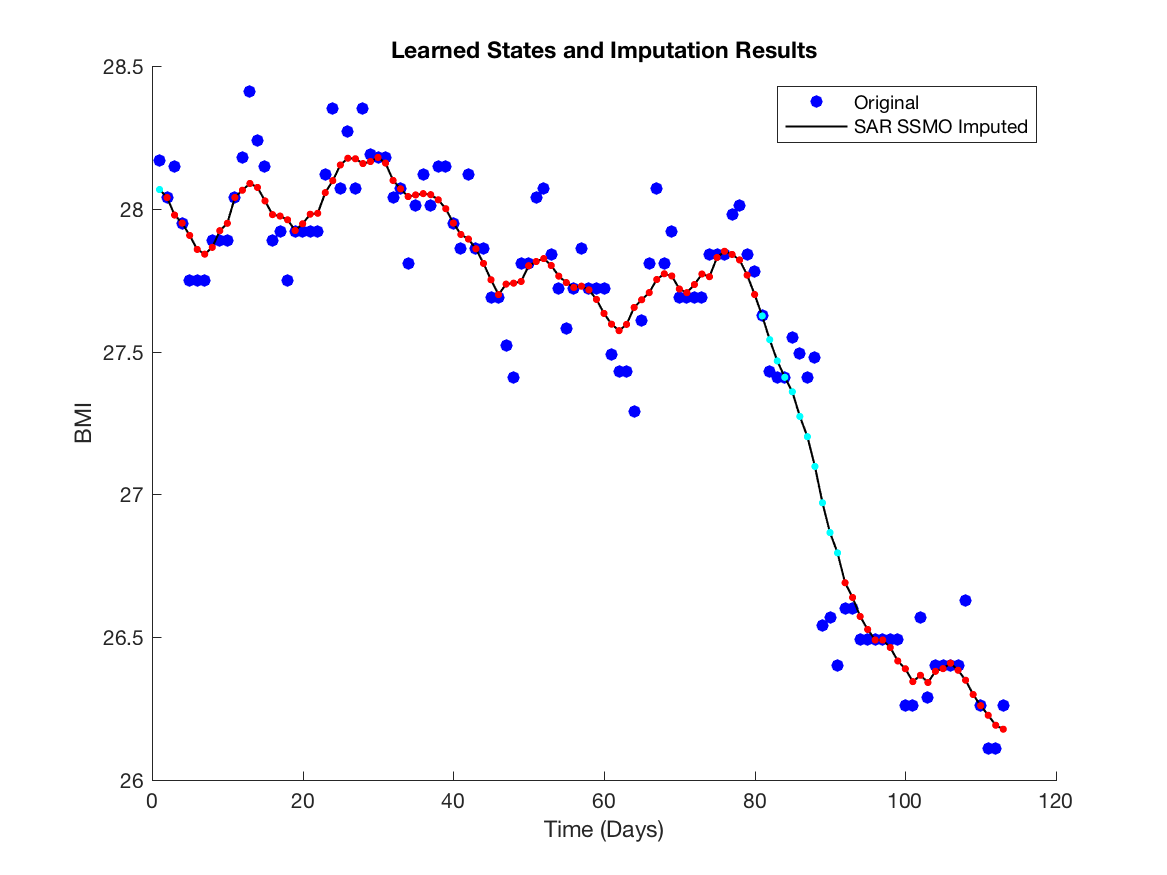 Learned States and Imputation Results
28.5
Original
SAR SSMO Imputed
28
27.5
BMI
27
26.5
26
0 20 40 60 80 100 120
Time (Days)